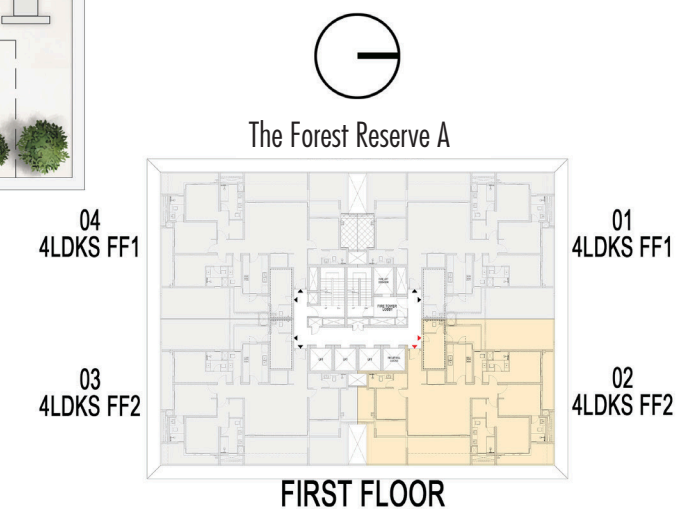 The Forest Reserve A
04
4LDKS FF1
01
4LDKS FF1
03
4LDKS FF2
02
4LDKS FF2
FIRST FLOOR